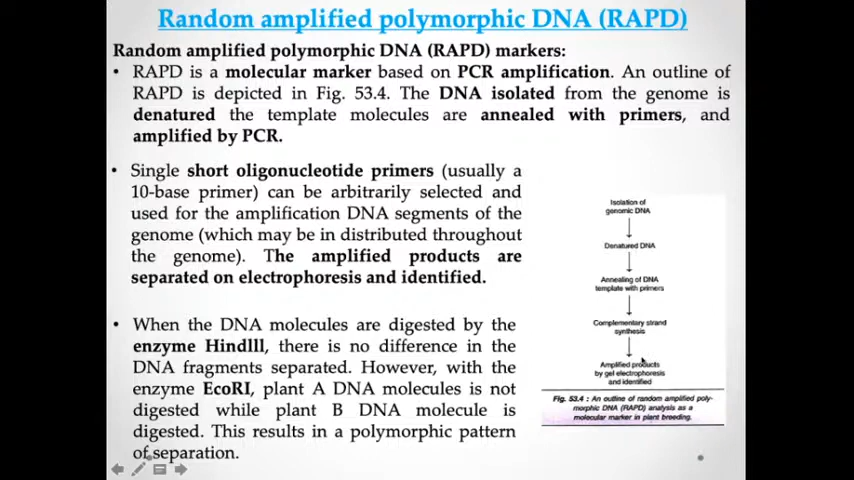 Random amplified polymorphic DNA (RAPD)
Random amplified polymorphic DNA (RAPD) markers:
• RAPD is a molecular marker based on PCR amplification. An outline of
RAPD is depicted in Fig. 53.4. The DNA isolated from the genome is
denatured the template molecules are annealed with primers, and
amplified by PCR.
• Single short oligonucleotide primers (usually a
10-base primer) can be arbitrarily selected and
used for the amplification DNA segments of the
genome (which may be in distributed throughout
the genome). The amplified products are
separated on electrophoresis and identified.
• When the DNA molecules are digested by the
enzyme Hindlll, there is no difference in the
DNA fragments separated. However, with the
enzyme EcoRI, plant A DNA molecules is not
digested while plant B DNA molecule is
digested. This results in a polymorphic pattern
of separation.
Isolation of
genomic DNA
Denatured DNA
Annealing of DNA
template with primers
Complementary strand
synthesis
Amplified products
by gel electrophoresis
and identified
Fig. 53.4 : An outline of random amplified poly-
morphic DNA (RAPD) analysis as a
molecular marker in plant breeding.